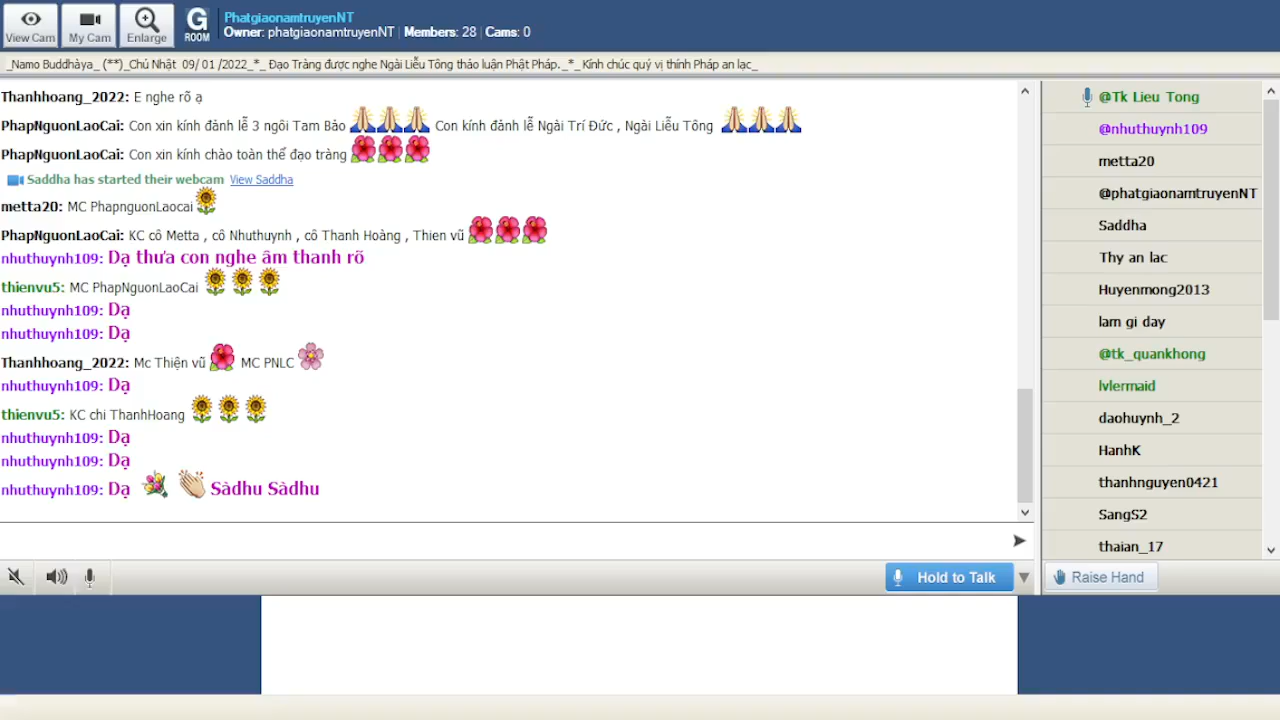 View Cam
My Cam
Enlarge
G
ROOM
PhatgiaonamtruyenNT
Owner: phatgiaonamtruyenNT | Members: 28 | Cams: 0
_Namo Buddhàya_ (**)_Chủ Nhật 09/ 01 /2022_*_ Đạo Tràng được nghe Ngài Liễu Tông thảo luận Phật Pháp._*_Kính chúc quý vị thính Pháp an lạc_
Thanhhoang_2022: E nghe rõ ạ
PhapNguonLaoCai: Con xin kính đảnh lễ 3 ngôi Tam Bảo Con kính đảnh lễ Ngài Trí Đức , Ngài Liễu Tông
PhapNguonLaoCai: Con xin kính chào toàn thể đạo tràng
Saddha has started their webcam View Saddha
metta20: MC PhapnguonLaocai
PhapNguonLaoCai: KC cô Metta , cô Nhuthuynh , cô Thanh Hoàng , Thien vũ
nhuthuynh109: Dạ thưa con nghe âm thanh rõ
thienvu5: MC PhapNguonLaoCai
nhuthuynh109: Dạ
nhuthuynh109: Dạ
Thanhhoang_2022: Mc Thiện vũ MC PNLC
nhuthuynh109: Dạ
thienvu5: KC chi ThanhHoang
nhuthuynh109: Dạ
nhuthuynh109: Dạ
nhuthuynh109: Dạ Sàdhu Sàdhu
@Tk Lieu Tong
@nhuthuynh109
metta20
@phatgiaonamtruyenNT
Saddha
Thy an lac
Huyenmong2013
lam gi day
@tk_quankhong
lvlermaid
daohuynh_2
HanhK
thanhnguyen0421
SangS2
thaian_17
Hold to Talk
Raise Hand